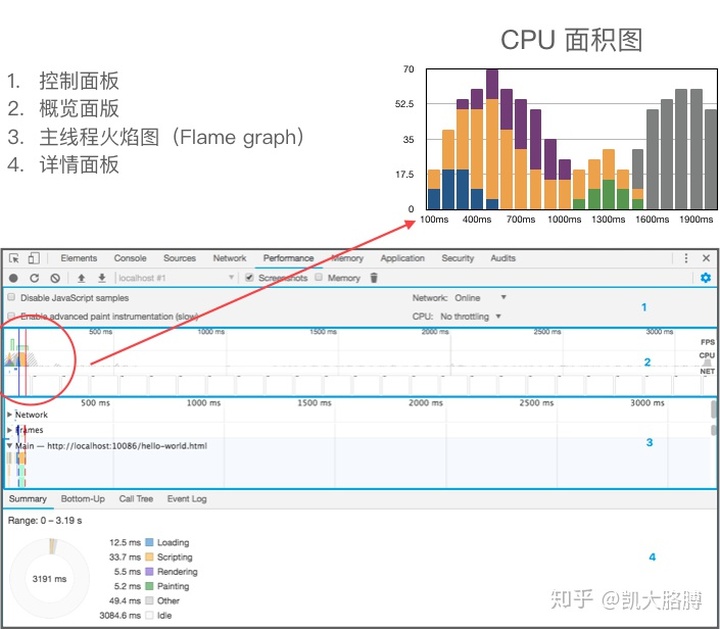 CPU 面积图
1. 控制面板
2. 概览面版
3. 主线程火焰图（Flame graph）
4. 详情面板
70
52.5
35
17.5
0
100ms 400ms 700ms 1000ms 1300ms 1600ms 1900ms
Elements Console Sources Network Performance Memory Application Security Audits
localhost #1 Screenshots Memory
Disable JavaScript samples Network: Online 1
Enable advanced paint instrumentation (slow) CPU: No throttling
500 ms 1000 ms 1500 ms 2000 ms 2500 ms 3000 ms
FPS
CPU
2
NET
500 ms 1000 ms 1500 ms 2000 ms 2500 ms 3000 ms
Network
Frames
Main — http://localhost:10086/hello-world.html 3
Summary Bottom-Up Call Tree Event Log
Range: 0 – 3.19 s
12.5 ms Loading
33.7 ms Scripting
5.5 ms Rendering
5.2 ms Painting
49.4 ms Other
3084.6 ms Idle
3191 ms
4
知乎 @凯大胳膊